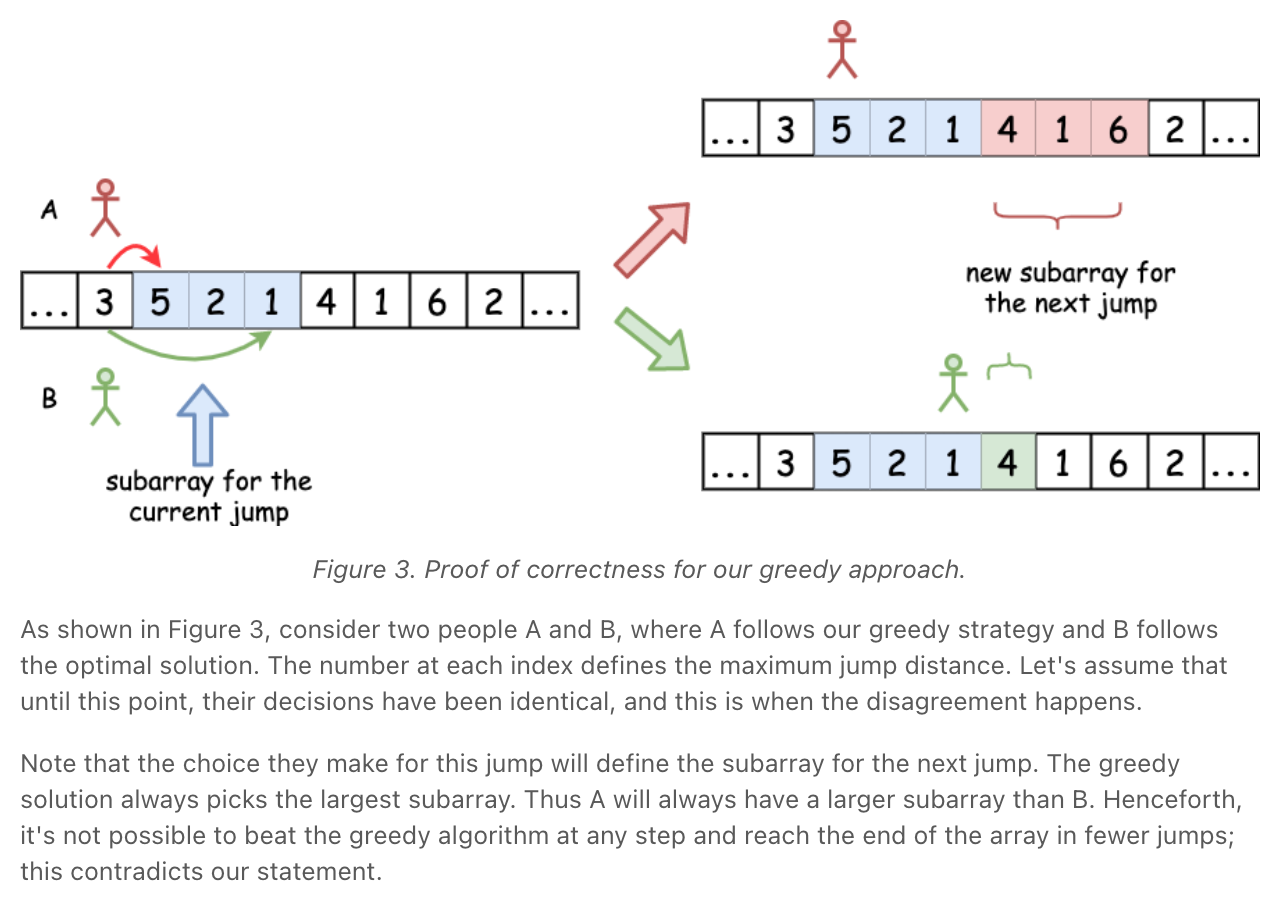 ... 3 5 2 1 4 1 6 2 ...
A
... 3 5 2 1 4 1 6 2 ...
B
subarray for the
current jump
new subarray for
the next jump
... 3 5 2 1 4 1 6 2 ...
Figure 3. Proof of correctness for our greedy approach.
As shown in Figure 3, consider two people A and B, where A follows our greedy strategy and B follows
the optimal solution. The number at each index defines the maximum jump distance. Let's assume that
until this point, their decisions have been identical, and this is when the disagreement happens.
Note that the choice they make for this jump will define the subarray for the next jump. The greedy
solution always picks the largest subarray. Thus A will always have a larger subarray than B. Henceforth,
it's not possible to beat the greedy algorithm at any step and reach the end of the array in fewer jumps;
this contradicts our statement.